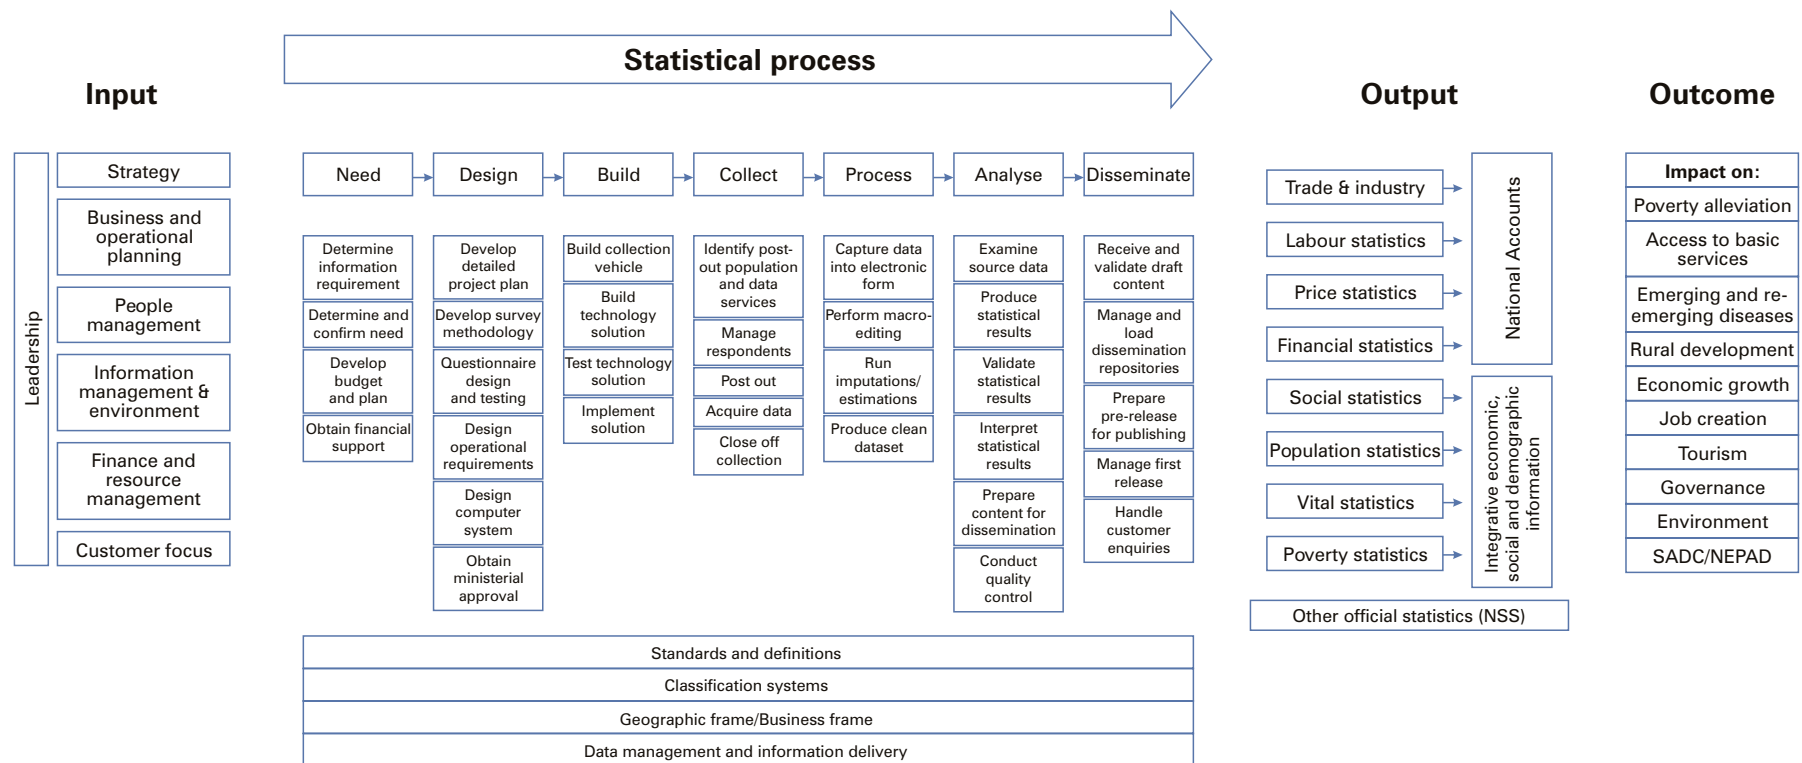 Statistical process
Input
Output
Outcome
Leadership
Strategy
Business and
operational
planning
People
management
Information
management &
environment
Finance and
resource
management
Customer focus
Need
Design
Build
Collect
Process
Analyse
Disseminate
Determine
information
requirement
Determine and
confirm need
Develop
budget
and plan
Obtain financial
support
Develop
detailed
project plan
Develop survey
methodology
Questionnaire
design
and testing
Design
operational
requirements
Design
computer
system
Obtain
ministerial
approval
Build collection
vehicle
Build
technology
solution
Test technology
solution
Implement
solution
Identify post-
out population
and data
services
Manage
respondents
Post out
Acquire data
Close off
collection
Capture data
into electronic
form
Perform macro-
editing
Run
imputations/
estimations
Produce clean
dataset
Examine
source data
Produce
statistical
results
Validate
statistical
results
Interpret
statistical
results
Prepare
content for
dissemination
Conduct
quality
control
Receive and
validate draft
content
Manage and
load
dissemination
repositories
Prepare
pre-release
for publishing
Manage first
release
Handle
customer
enquiries
Standards and definitions
Classification systems
Geographic frame/Business frame
Data management and information delivery
Trade & industry
Labour statistics
Price statistics
Financial statistics
Social statistics
Population statistics
Vital statistics
Poverty statistics
National Accounts
Integrative economic,
social and demographic
information
Other official statistics (NSS)
Impact on:
Poverty alleviation
Access to basic
services
Emerging and re-
emerging diseases
Rural development
Economic growth
Job creation
Tourism
Governance
Environment
SADC/NEPAD